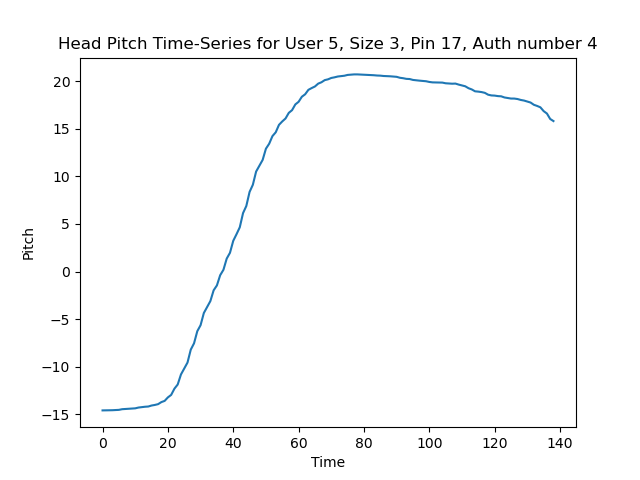 Head Pitch Time-Series for User 5, Size 3, Pin 17, Auth number 4
20
15
10
5
0
−5
−10
−15
Pitch
0 20 40 60 80 100 120 140
Time